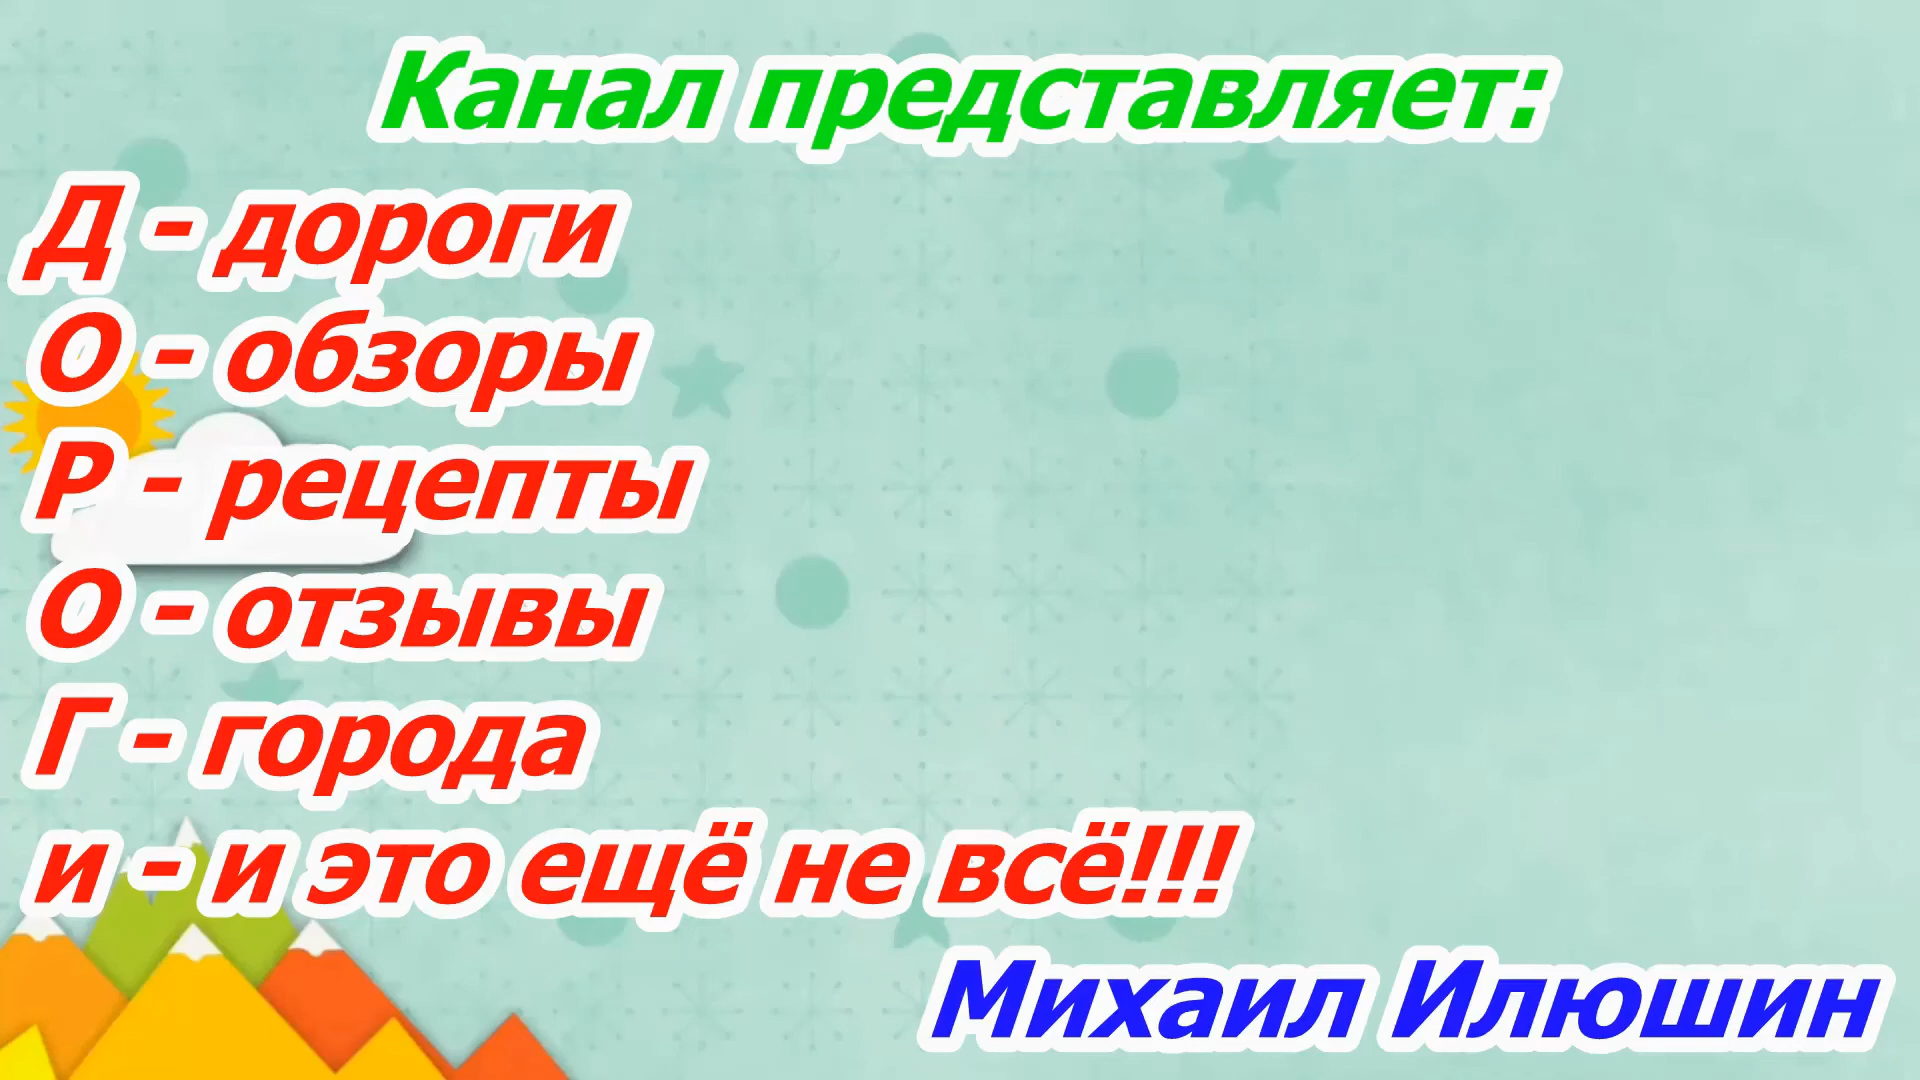 Канал представляет:
Д - дороги
О - обзоры
Р - рецепты
О - отзывы
Г - города
и - и это ещё не всё!!!
Михаил Илюшин